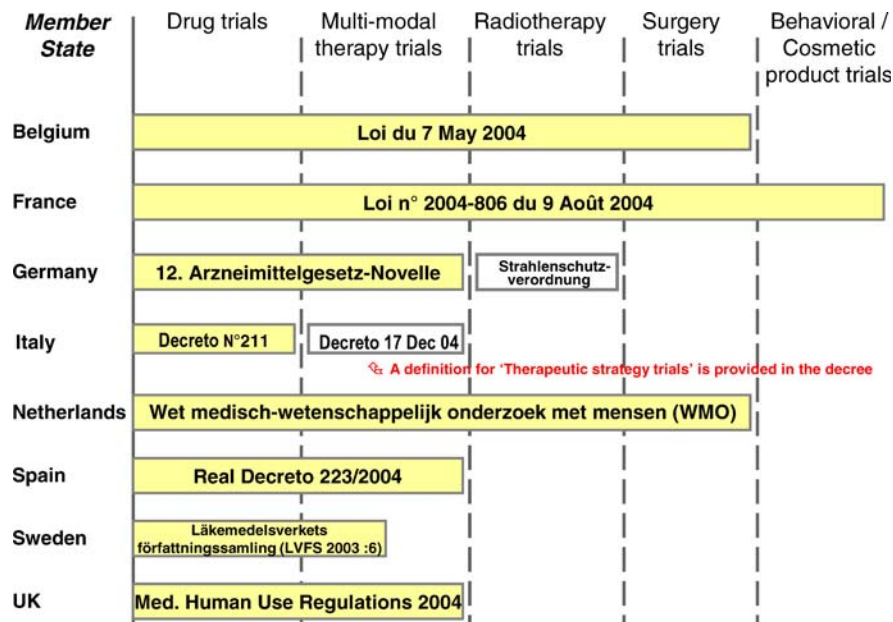 Member State
Drug trials
Multi-modal therapy trials
Radiotherapy trials
Surgery trials
Behavioral / Cosmetic product trials
Belgium
Loi du 7 May 2004
France
Loi n° 2004-806 du 9 Août 2004
Germany
12. Arzneimittelgesetz-Novelle
Strahlenschutz-
verordnung
Italy
Decreto N°211
Decreto 17 Dec 04
A definition for ‘Therapeutic strategy trials’ is provided in the decree
Netherlands
Wet medisch-wetenschappelijk onderzoek met mensen (WMO)
Spain
Real Decreto 223/2004
Sweden
Läkemedelsverkets
författningssamling (LVFS 2003 :6)
UK
Med. Human Use Regulations 2004